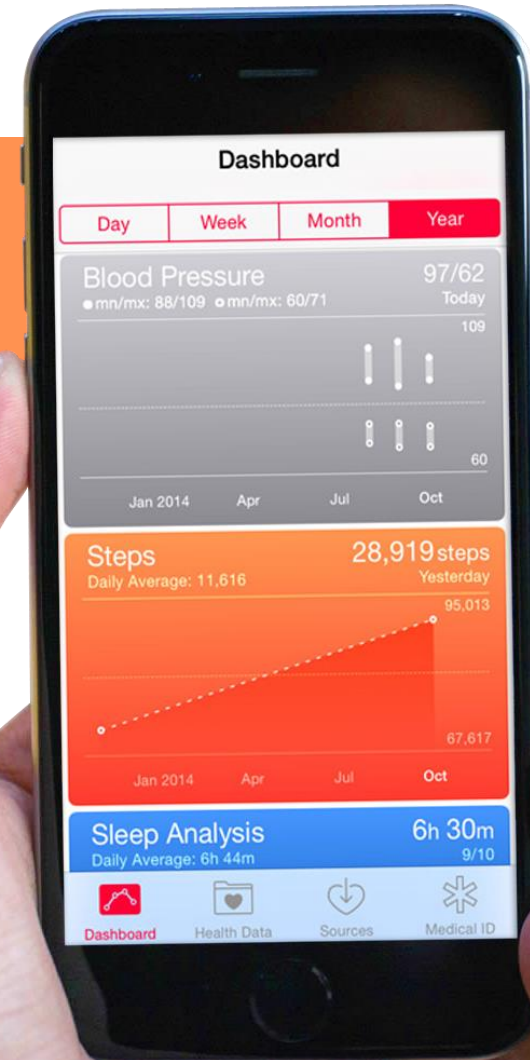 Dashboard
Day Week Month Year
Blood Pressure 97/62
mn/mx: 88/109 mn/mx: 60/71 Today
109
60
Jan 2014 Apr Jul Oct
Steps 28,919 steps
Daily Average: 11,616 Yesterday
95,013
67,617
Jan 2014 Apr Jul Oct
Sleep Analysis 6h 30m
Daily Average: 6h 44m 9/10
Dashboard Health Data Sources Medical ID